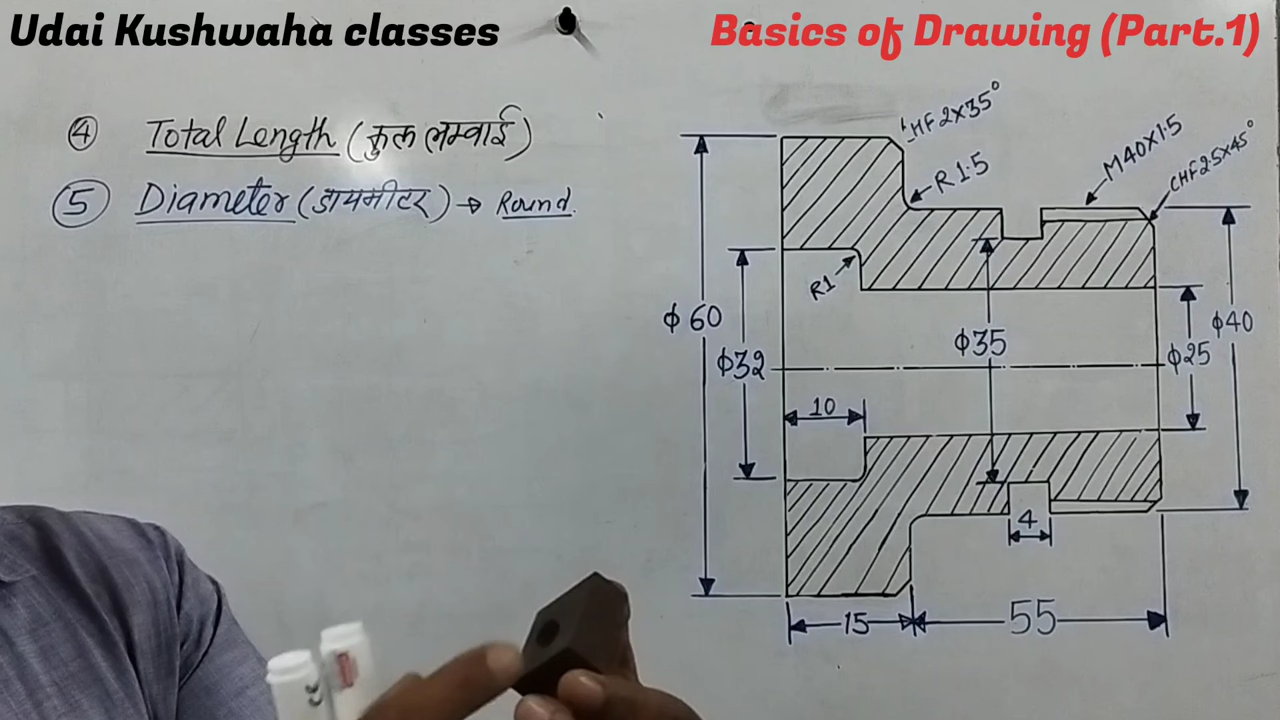 Udai Kushwaha classes
Basics of Drawing (Part.1)
④ Total Length (कुल लम्वाई)
⑤ Diameter (डायमीटर) → Round.
CHF 2X35°
R1.5
M40X1.5
CHF 2.5X45°
R1
ϕ60
ϕ32
ϕ35
ϕ25
ϕ40
10
4
15
55